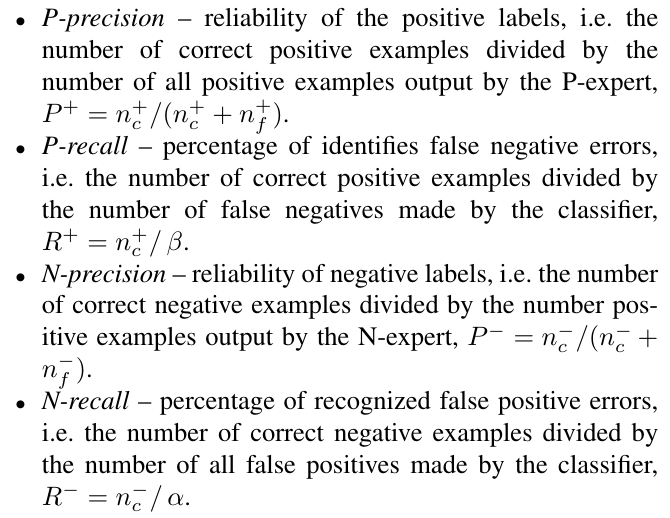 • P-precision – reliability of the positive labels, i.e. the
number of correct positive examples divided by the
number of all positive examples output by the P-expert,
P⁺ = n_c⁺/(n_c⁺ + n_f⁺).
• P-recall – percentage of identifies false negative errors,
i.e. the number of correct positive examples divided by
the number of false negatives made by the classifier,
R⁺ = n_c⁺/ β.
• N-precision – reliability of negative labels, i.e. the number
of correct negative examples divided by the number pos-
itive examples output by the N-expert, P⁻ = n_c⁻/(n_c⁻ +
n_f⁻).
• N-recall – percentage of recognized false positive errors,
i.e. the number of correct negative examples divided by
the number of all false positives made by the classifier,
R⁻ = n_c⁻/ α.